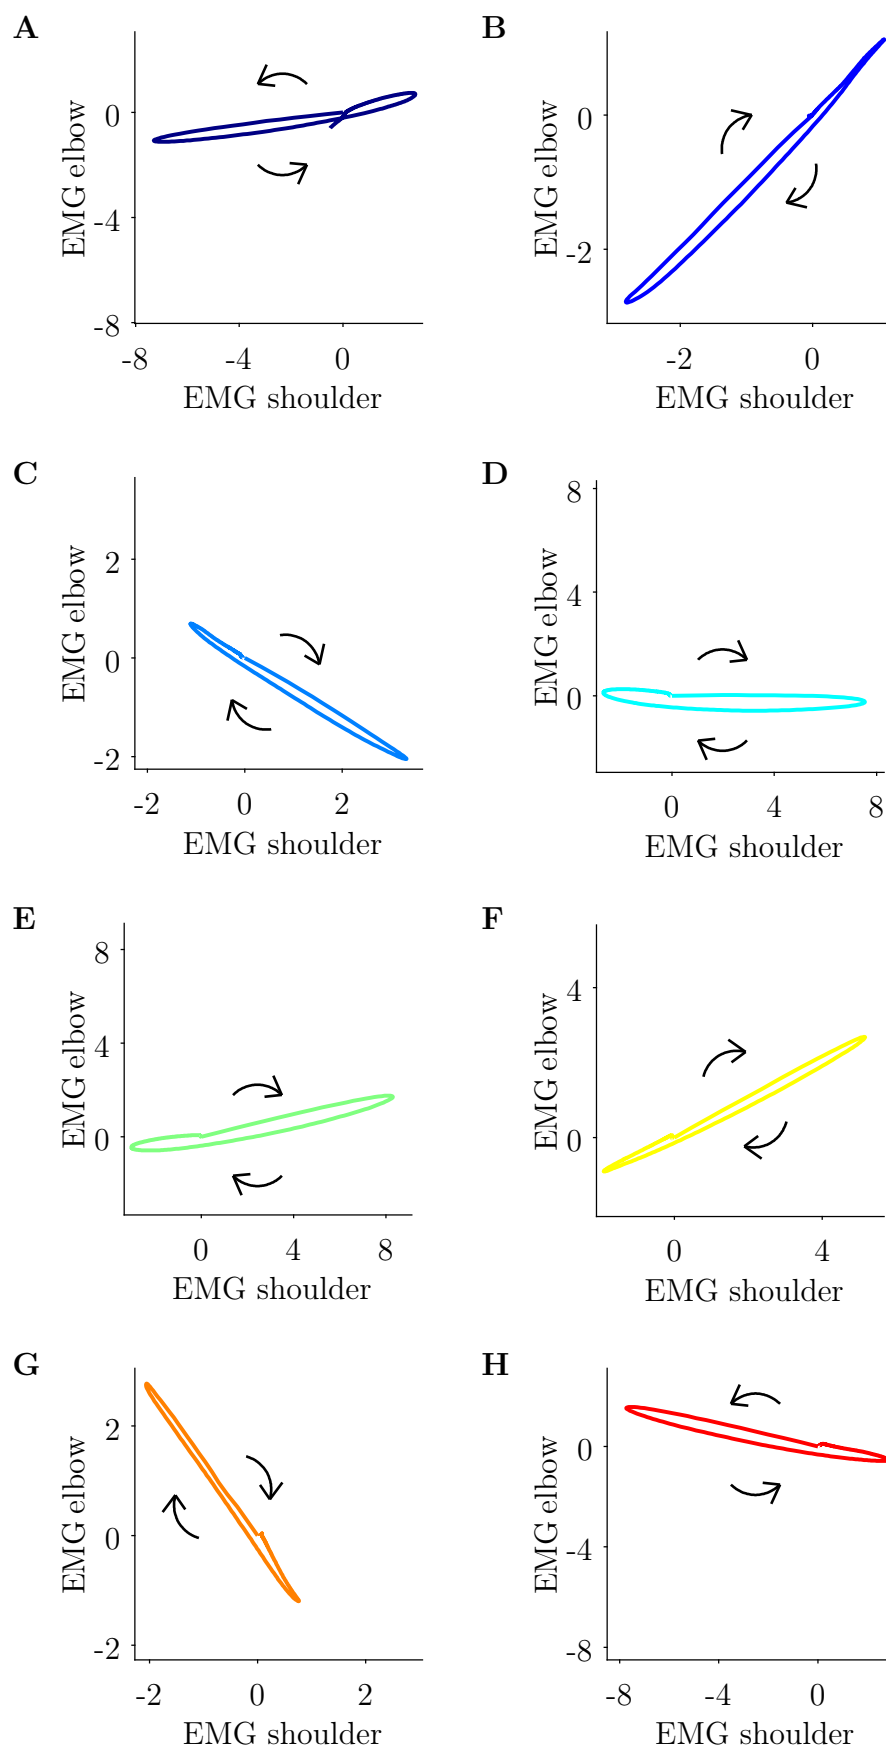 A
EMG elbow
0
-4
-8
-8 -4 0
EMG shoulder
B
EMG elbow
0
-2
-2 0
EMG shoulder
C
EMG elbow
2
0
-2
-2 0 2
EMG shoulder
D
EMG elbow
8
4
0
0 4 8
EMG shoulder
E
EMG elbow
8
4
0
0 4 8
EMG shoulder
F
EMG elbow
4
0
0 4
EMG shoulder
G
EMG elbow
2
0
-2
-2 0 2
EMG shoulder
H
EMG elbow
0
-4
-8
-8 -4 0
EMG shoulder